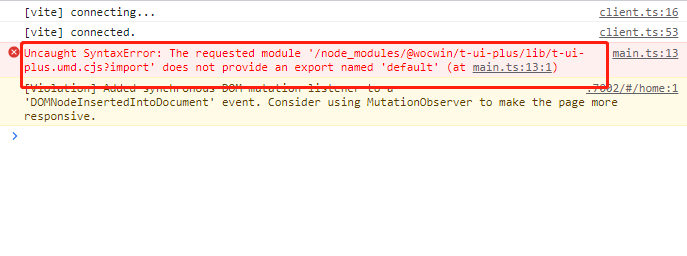 [vite] connecting... client.ts:16
[vite] connected. client.ts:53
Uncaught SyntaxError: The requested module '/node_modules/@wocwin/t-ui-plus/lib/t-ui- main.ts:13
plus.umd.cjs?import' does not provide an export named 'default' (at main.ts:13:1)
[Violation] Added synchronous DOM mutation listener to a :7002/#/home:1
'DOMNodeInsertedIntoDocument' event. Consider using MutationObserver to make the page more
responsive.